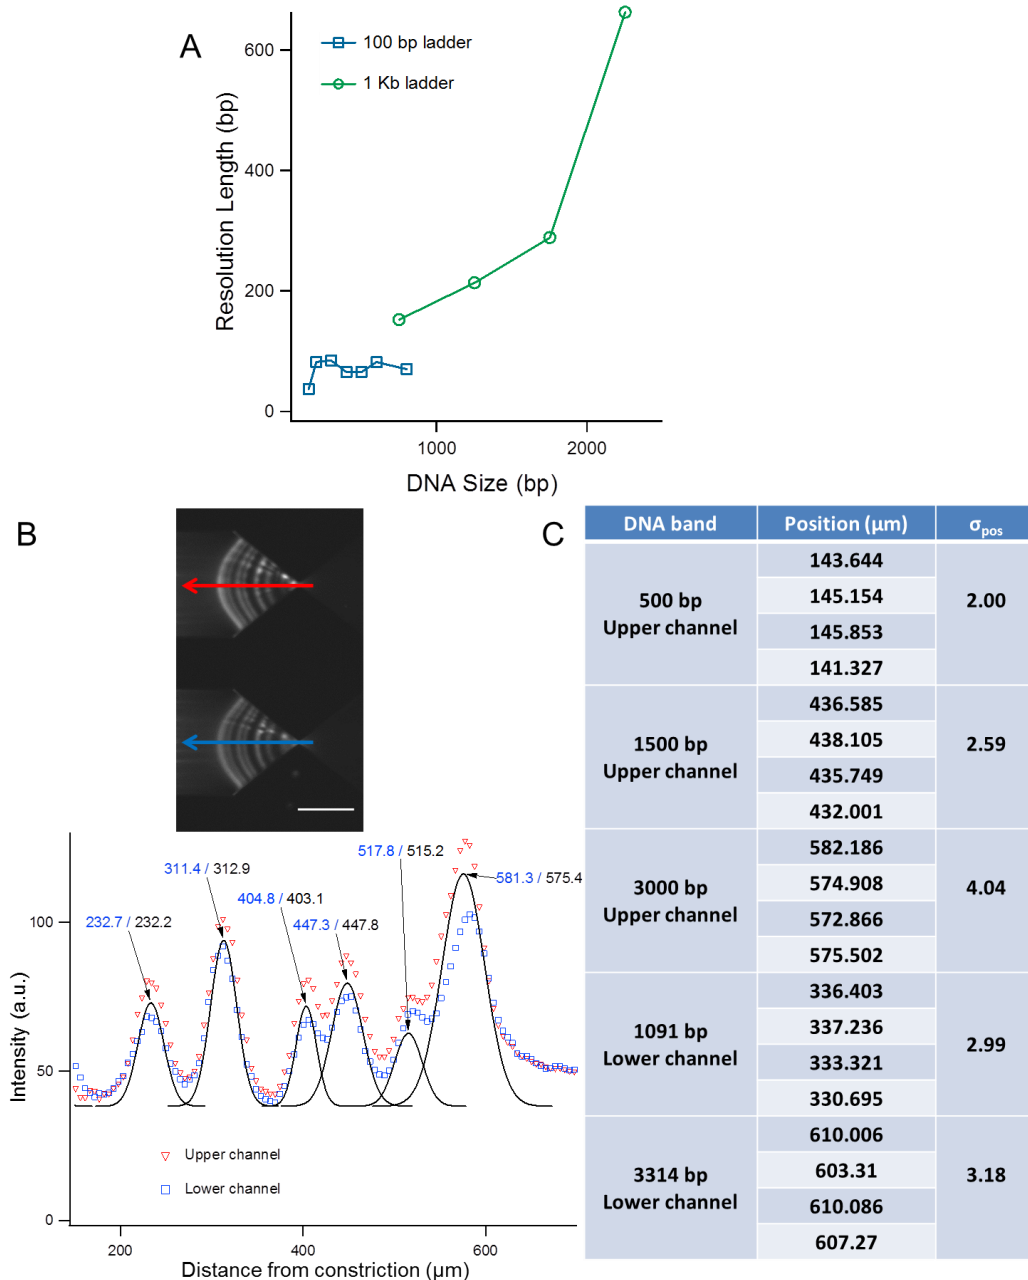 A
100 bp ladder
1 Kb ladder
Resolution Length (bp)
600
400
200
0
1000
2000
DNA Size (bp)
B
517.8 / 515.2
311.4 / 312.9
581.3 / 575.4
404.8 / 403.1
232.7 / 232.2
447.3 / 447.8
Intensity (a.u.)
100
50
0
Upper channel
Lower channel
200
400
600
Distance from constriction (µm)
C
DNA band Position (µm) σpos
500 bp
Upper channel
143.644
145.154
145.853
141.327
2.00
1500 bp
Upper channel
436.585
438.105
435.749
432.001
2.59
3000 bp
Upper channel
582.186
574.908
572.866
575.502
4.04
1091 bp
Lower channel
336.403
337.236
333.321
330.695
2.99
3314 bp
Lower channel
610.006
603.31
610.086
607.27
3.18